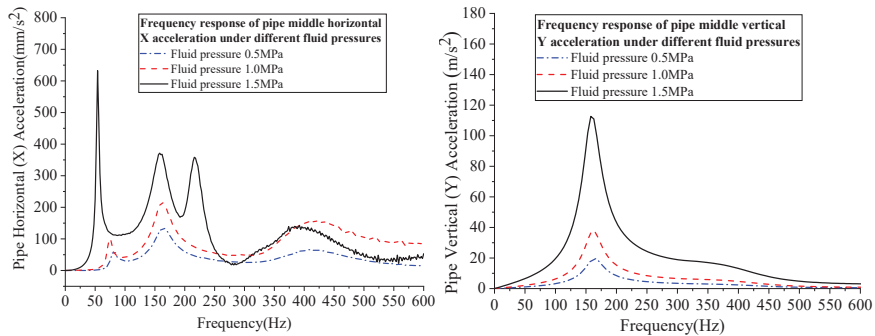 Frequency response of pipe middle horizontal
X acceleration under different fluid pressures
Fluid pressure 0.5MPa
Fluid pressure 1.0MPa
Fluid pressure 1.5MPa
Pipe Horizontal (X) Acceleration(mm/s²)
800
700
600
500
400
300
200
100
0
-100
0 50 100 150 200 250 300 350 400 450 500 550 600
Frequency(Hz)
Frequency response of pipe middle vertical
Y acceleration under different fluid pressures
Fluid pressure 0.5MPa
Fluid pressure 1.0MPa
Fluid pressure 1.5MPa
Pipe Vertical (Y) Acceleration (m/s²)
180
160
140
120
100
80
60
40
20
0
0 50 100 150 200 250 300 350 400 450 500 550 600
Frequency(Hz)